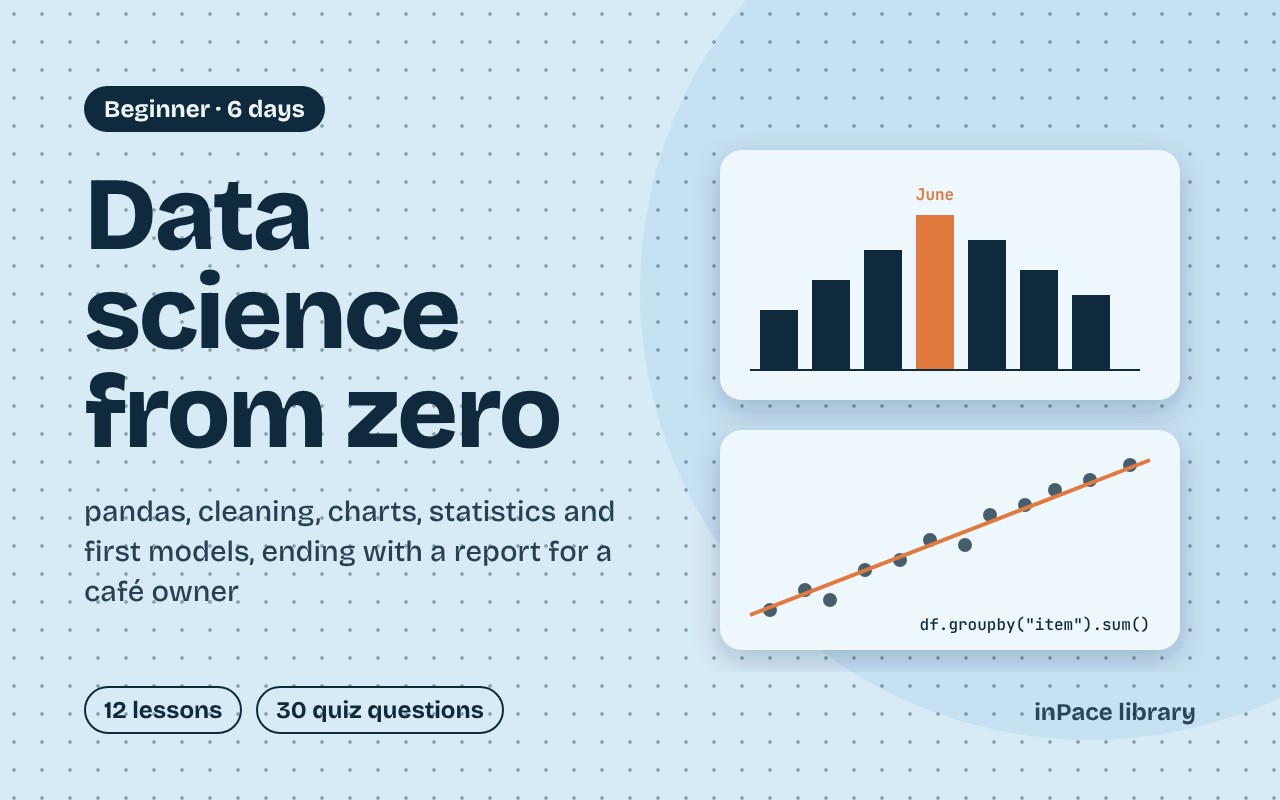 Beginner · 6 days
Data
science
from zero
pandas, cleaning, charts, statistics and
first models, ending with a report for a
café owner
12 lessons
30 quiz questions
June
df.groupby("item").sum()
inPace library